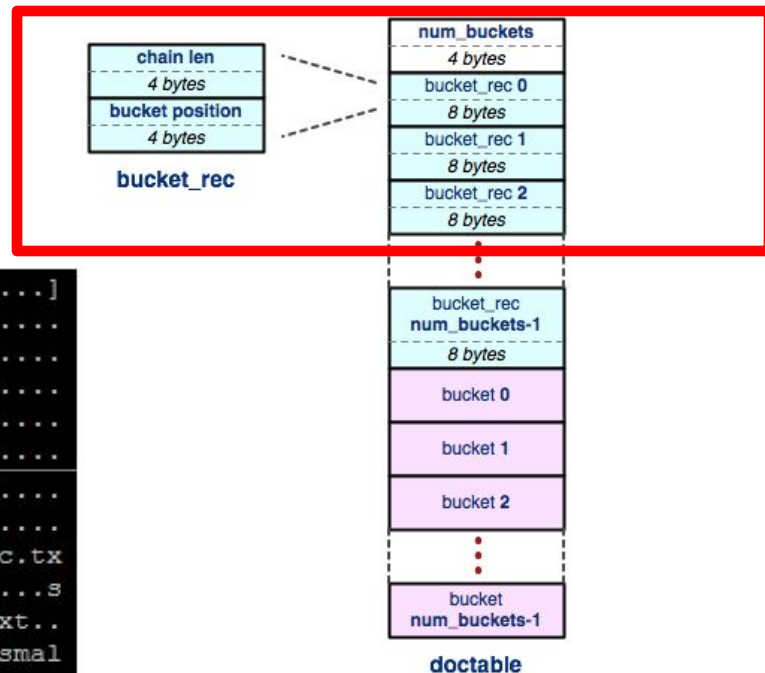 chain len
4 bytes
bucket position
4 bytes
bucket_rec
num_buckets
4 bytes
bucket_rec 0
8 bytes
bucket_rec 1
8 bytes
bucket_rec 2
8 bytes
bucket_rec
num_buckets-1
8 bytes
bucket 0
bucket 1
bucket 2
bucket
num_buckets-1
doctable
...]
....
....
....
....
....
....
....
c.tx
...s
xt..
smal